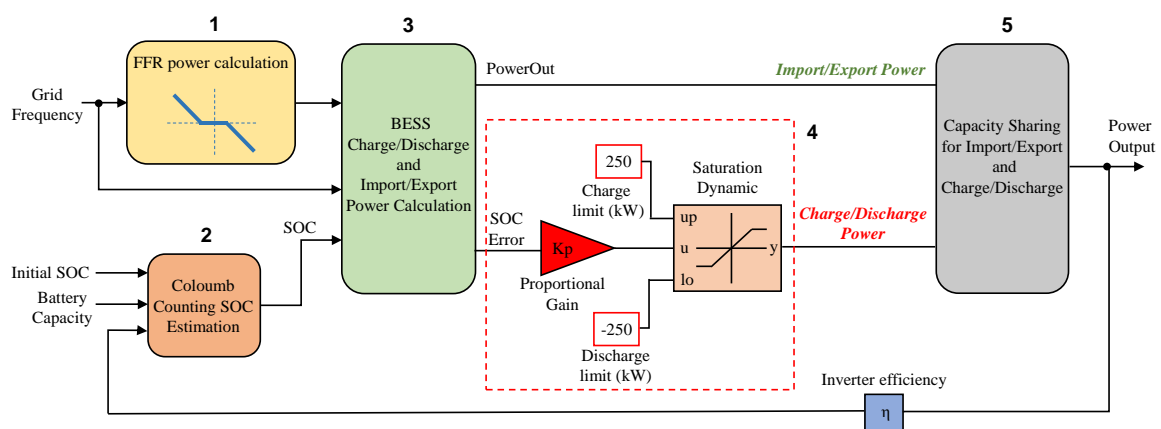 1
FFR power calculation
Grid
Frequency
2
Initial SOC
Battery
Capacity
Coloumb
Counting SOC
Estimation
SOC
3
BESS
Charge/Discharge
and
Import/Export
Power Calculation
PowerOut
Import/Export Power
SOC
Error
4
Kp
Proportional
Gain
250
Charge
limit (kW)
-250
Discharge
limit (kW)
Saturation
Dynamic
up
u
y
lo
Charge/Discharge
Power
5
Capacity Sharing
for Import/Export
and
Charge/Discharge
Power
Output
Inverter efficiency
η